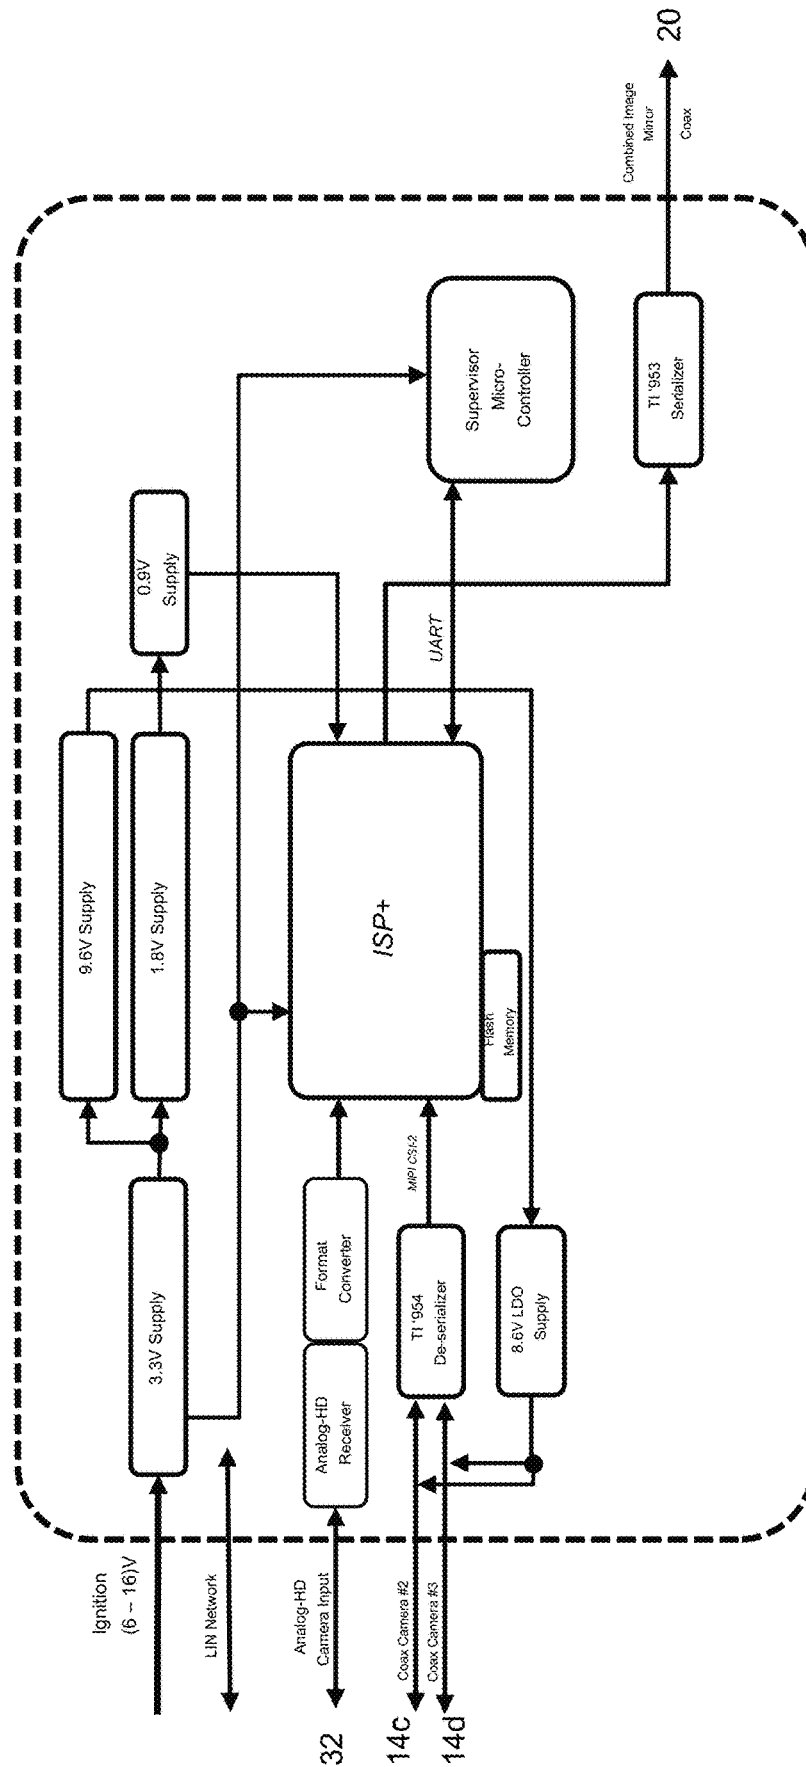 Ignition
(6 – 16)V
LIN Network
Analog-HD
Camera Input
32
Coax Camera #2
14c
Coax Camera #3
14d
3.3V Supply
9.6V Supply
1.8V Supply
0.9V
Supply
Analog-HD
Receiver
Format
Converter
TI '954
De-serializer
MIPI CSI-2
8.6V LDO
Supply
ISP+
Flash
Memory
UART
Supervisor
Micro-
Controller
TI '953
Serializer
Combined Image
Mirror
Coax
20